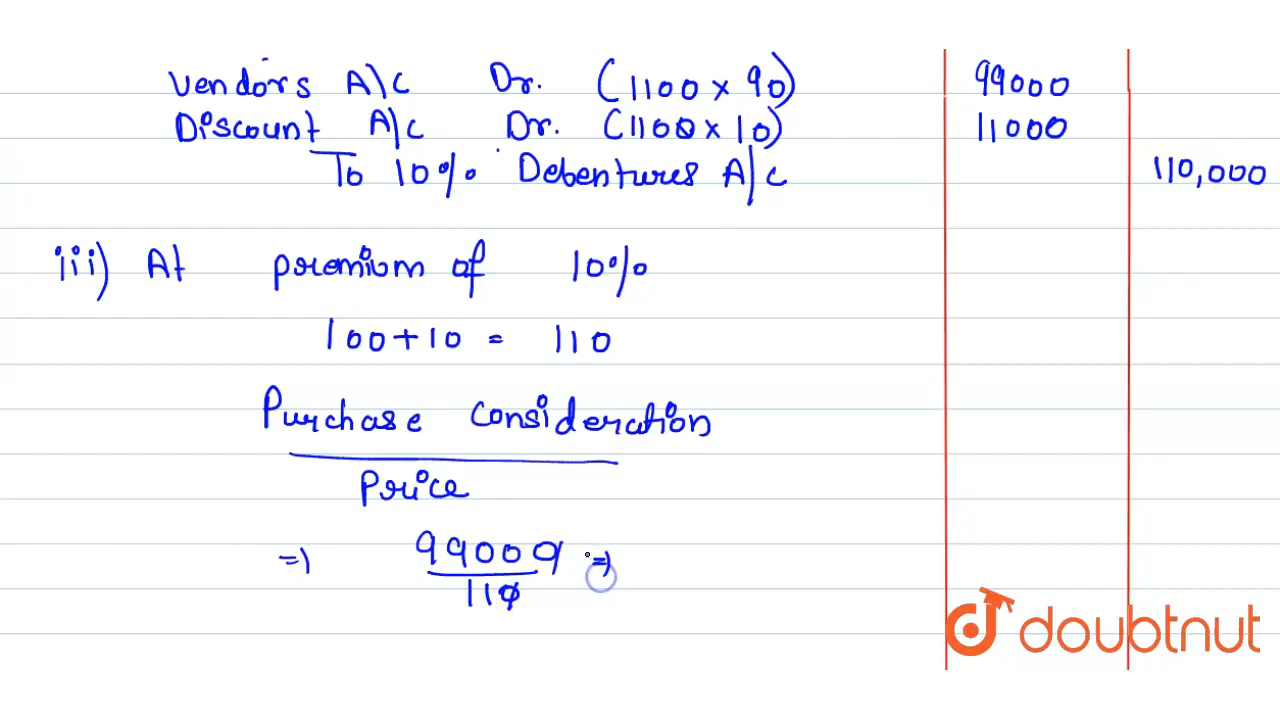 Vendors A/C Dr. (1100 × 90) 99000
Discount A/C Dr. (1100 × 10) 11000
To 10% Debentures A/C 110,000
iii) At premium of 10%
100 + 10 = 110
Purchase consideration
Price
⇒ 99000 ⇒
110
doubtnut